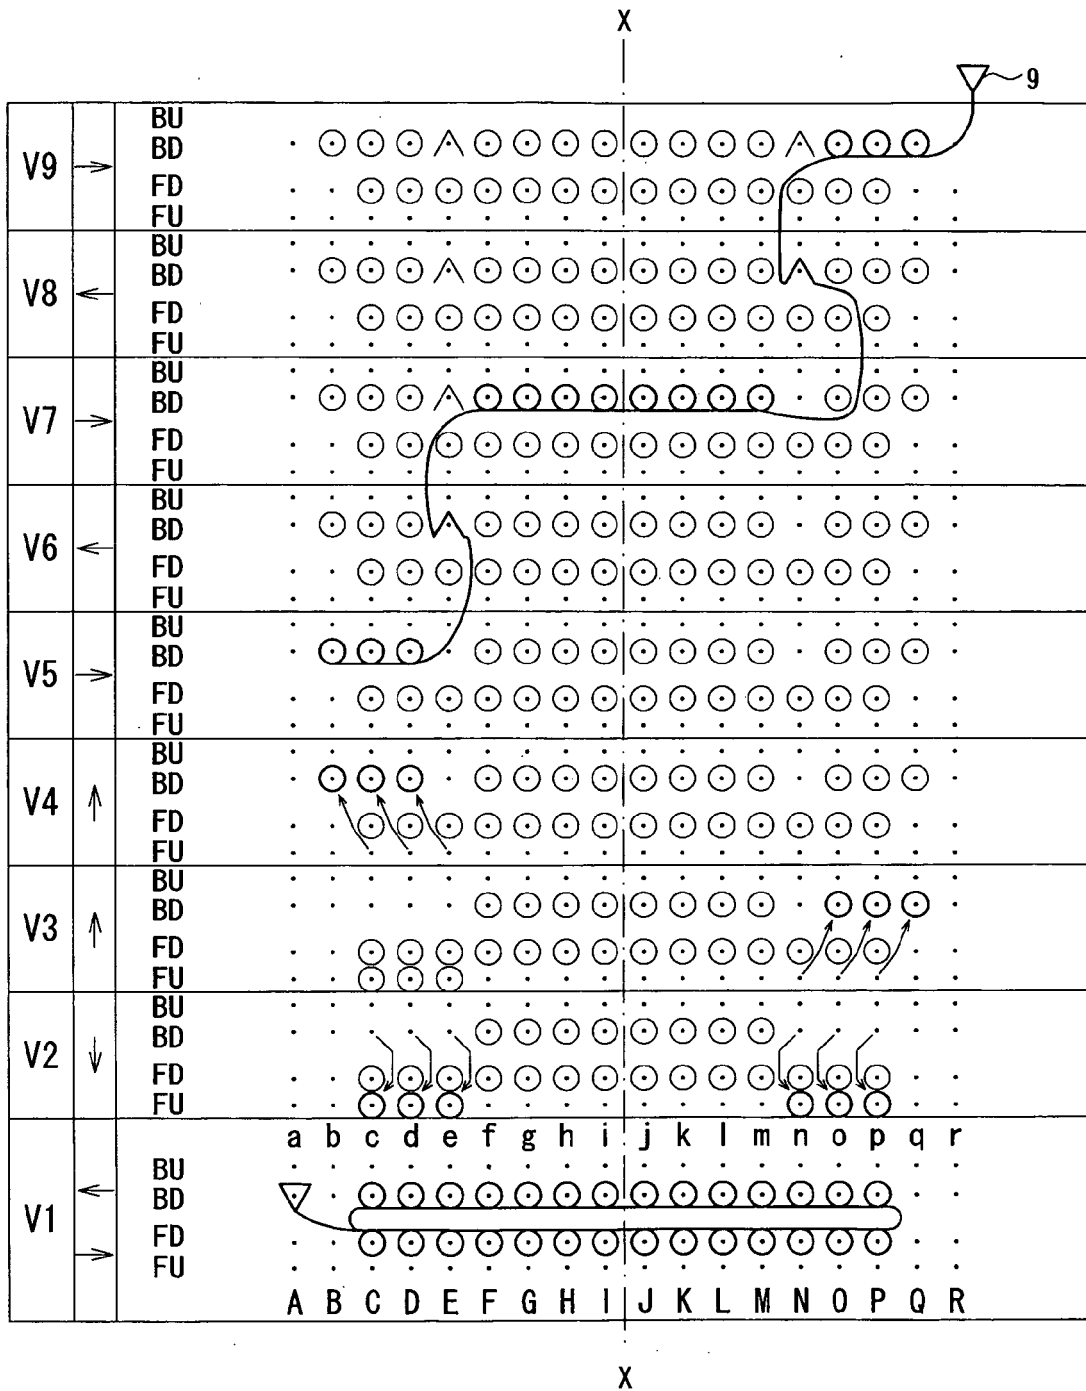 X
9
V9
BU
BD
FD
FU
V8
BU
BD
FD
FU
V7
BU
BD
FD
FU
V6
BU
BD
FD
FU
V5
BU
BD
FD
FU
V4
BU
BD
FD
FU
V3
BU
BD
FD
FU
V2
BU
BD
FD
FU
a b c d e f g h i j k l m n o p q r
V1
BU
BD
FD
FU
A B C D E F G H I J K L M N O P Q R
X